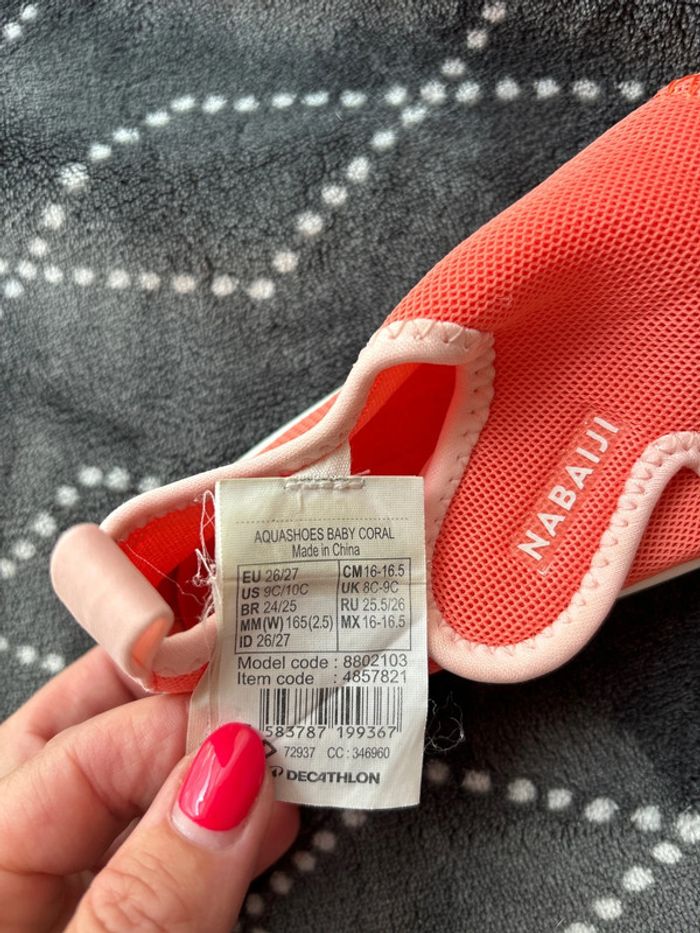 NABAIJI
AQUASHOES BABY CORAL
Made in China
EU 26/27 CM 16-16.5
US 9C/10C UK 8C-9C
BR 24/25 RU 25.5/26
MM(W) 165(2.5) MX 16-16.5
ID 26/27
Model code : 8802103
Item code : 4857821
583787 199367
72937 CC : 346960
DECATHLON